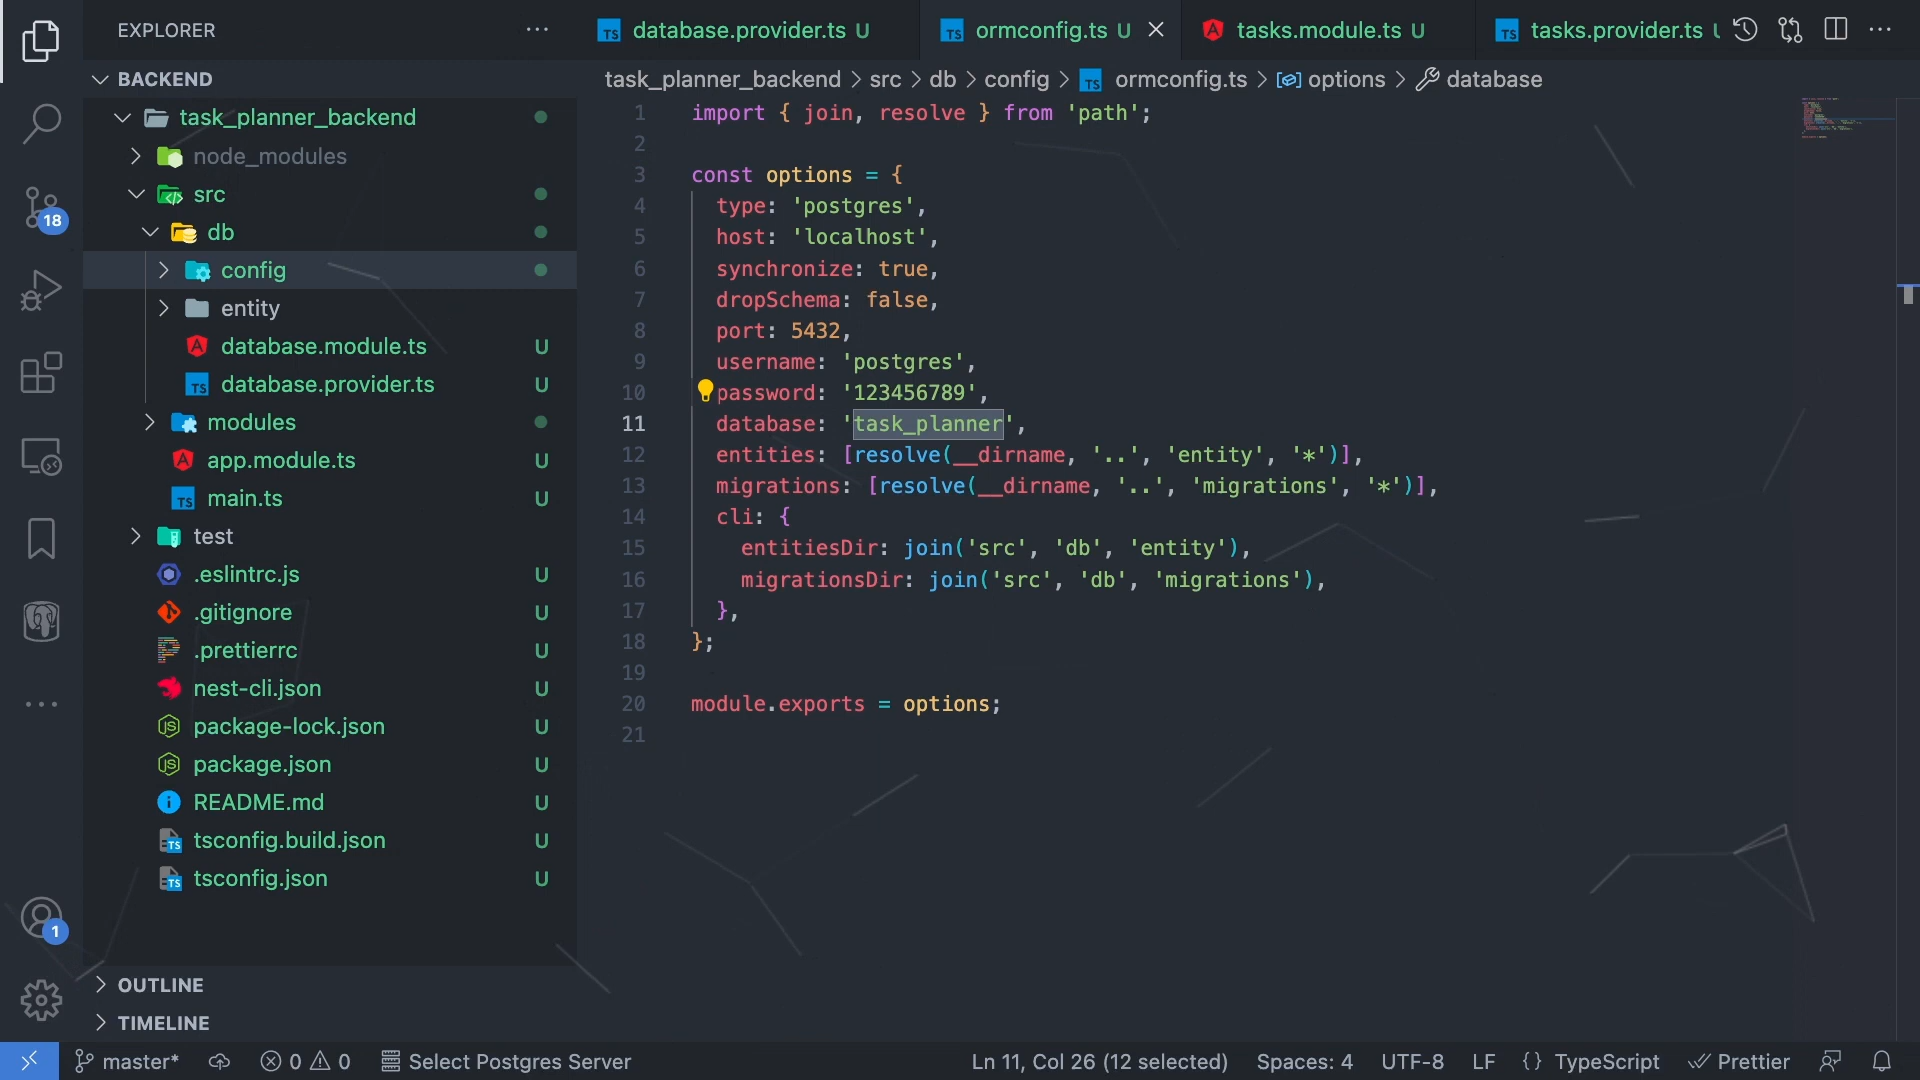 EXPLORER
BACKEND
task_planner_backend
node_modules
src
db
config
entity
database.module.ts U
database.provider.ts U
modules
app.module.ts U
main.ts U
test
.eslintrc.js U
.gitignore U
.prettierrc U
nest-cli.json U
package-lock.json U
package.json U
README.md U
tsconfig.build.json U
tsconfig.json U
OUTLINE
TIMELINE
18
1
database.provider.ts U
ormconfig.ts U
tasks.module.ts U
tasks.provider.ts
task_planner_backend > src > db > config > TS ormconfig.ts > options > database
1 import { join, resolve } from 'path';
2
3 const options = {
4 type: 'postgres',
5 host: 'localhost',
6 synchronize: true,
7 dropSchema: false,
8 port: 5432,
9 username: 'postgres',
10 password: '123456789',
11 database: 'task_planner',
12 entities: [resolve(__dirname, '..', 'entity', '*')],
13 migrations: [resolve(__dirname, '..', 'migrations', '*')],
14 cli: {
15 entitiesDir: join('src', 'db', 'entity'),
16 migrationsDir: join('src', 'db', 'migrations'),
17 },
18 };
19
20 module.exports = options;
21
master* 0 0 Select Postgres Server Ln 11, Col 26 (12 selected) Spaces: 4 UTF-8 LF {} TypeScript Prettier